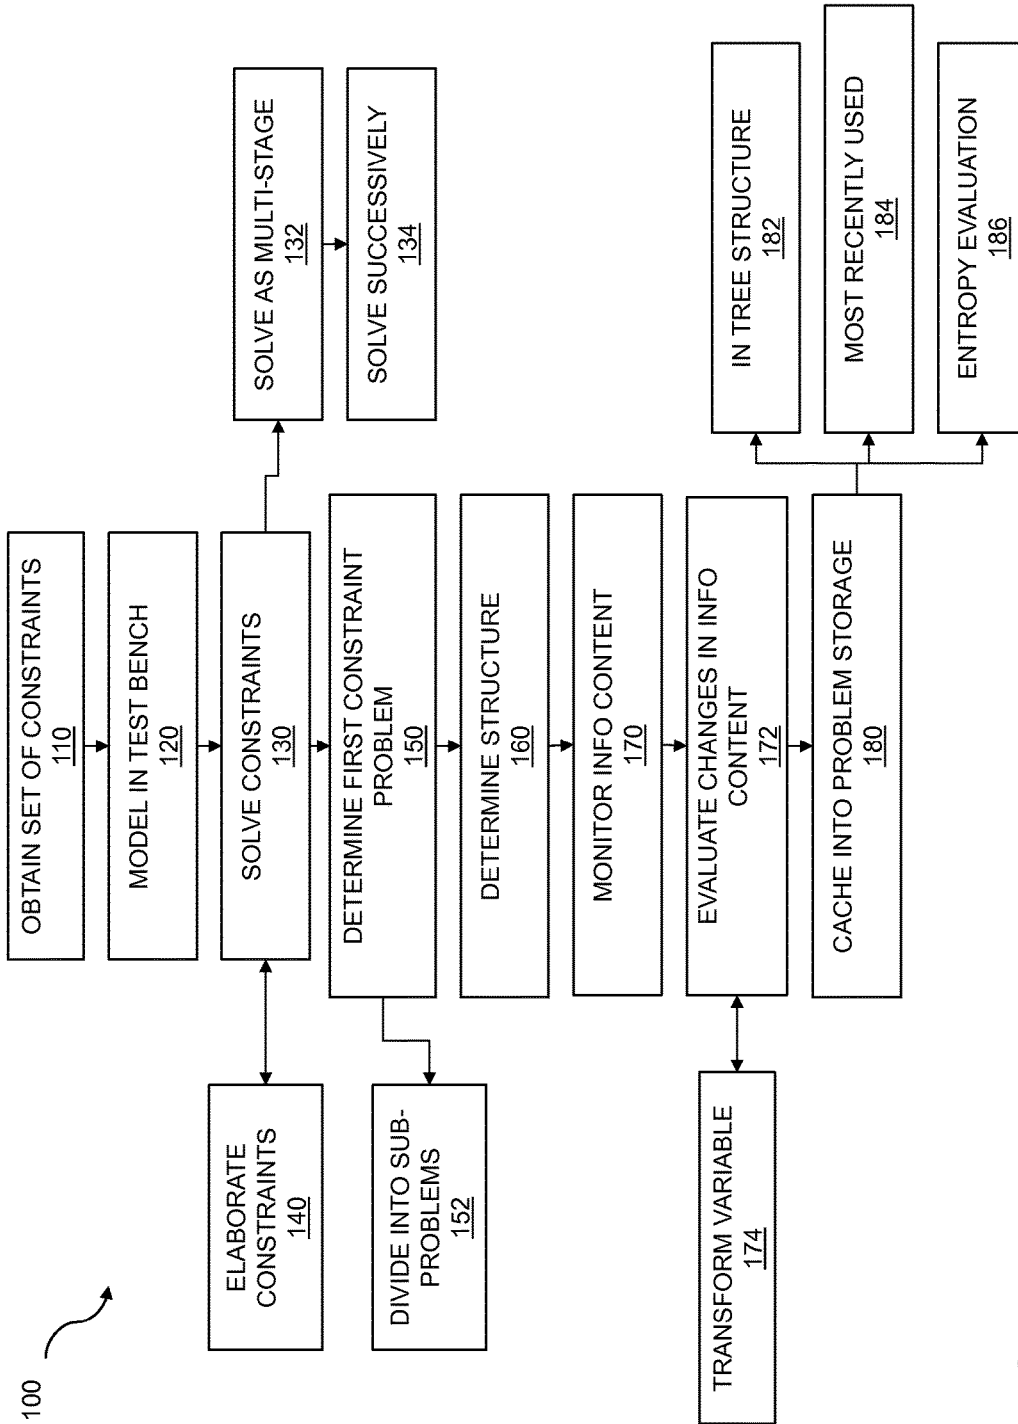 100
OBTAIN SET OF CONSTRAINTS
110
MODEL IN TEST BENCH
120
SOLVE CONSTRAINTS
130
SOLVE AS MULTI-STAGE
132
SOLVE SUCCESSIVELY
134
ELABORATE
CONSTRAINTS
140
DETERMINE FIRST CONSTRAINT
PROBLEM
150
DIVIDE INTO SUB-
PROBLEMS
152
DETERMINE STRUCTURE
160
MONITOR INFO CONTENT
170
EVALUATE CHANGES IN INFO
CONTENT
172
TRANSFORM VARIABLE
174
CACHE INTO PROBLEM STORAGE
180
IN TREE STRUCTURE
182
MOST RECENTLY USED
184
ENTROPY EVALUATION
186